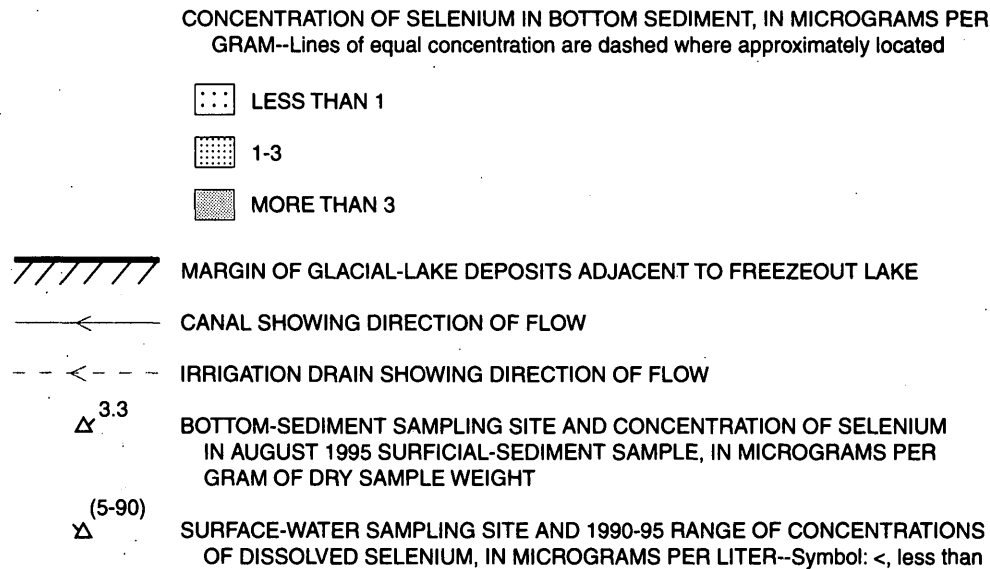 CONCENTRATION OF SELENIUM IN BOTTOM SEDIMENT, IN MICROGRAMS PER
GRAM--Lines of equal concentration are dashed where approximately located
LESS THAN 1
1-3
MORE THAN 3
MARGIN OF GLACIAL-LAKE DEPOSITS ADJACENT TO FREEZEOUT LAKE
CANAL SHOWING DIRECTION OF FLOW
IRRIGATION DRAIN SHOWING DIRECTION OF FLOW
3.3
BOTTOM-SEDIMENT SAMPLING SITE AND CONCENTRATION OF SELENIUM
IN AUGUST 1995 SURFICIAL-SEDIMENT SAMPLE, IN MICROGRAMS PER
GRAM OF DRY SAMPLE WEIGHT
(5-90)
SURFACE-WATER SAMPLING SITE AND 1990-95 RANGE OF CONCENTRATIONS
OF DISSOLVED SELENIUM, IN MICROGRAMS PER LITER--Symbol: <, less than